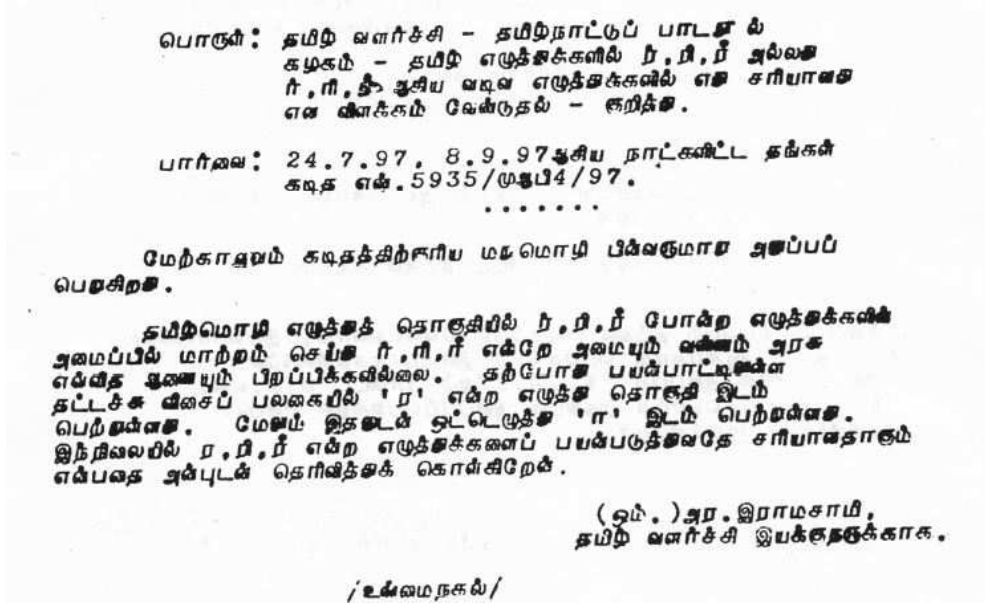 பொருள்: தமிழ் வளர்ச்சி - தமிழ்நாட்டுப் பாடநூல்
கழகம் - தமிழ் எழுத்துக்களில் ர்,ரி,ரீ அல்லது
ர்,ரி,ரீ ஆகிய வடிவ எழுத்துக்களில் எது சரியானது
என விளக்கம் வேண்டுதல் - குறித்து.
பார்வை: 24.7.97, 8.9.97ஆகிய நாட்களிட்ட தங்கள்
கடித எண்.5935/முஆபி4/97.
.......
மேற்காணும் கடிதத்திற்குரிய மறுமொழி பின்வருமாறு அனுப்பப்
பெறுகிறது.
தமிழ்மொழி எழுத்துத் தொகுதியில் ர்,ரி,ரீ போன்ற எழுத்துக்களின்
அமைப்பில் மாற்றம் செய்து ர்,ரி,ரீ என்றே அமையும் வண்ணம் அரசு
எவ்வித ஆணையும் பிறப்பிக்கவில்லை. தற்போது பயன்பாட்டிலுள்ள
தட்டச்சு விசைப் பலகையில் 'ர' என்ற எழுத்து தொகுதி இடம்
பெற்றுள்ளது. மேலும் இதனுடன் ஒட்டெழுத்து 'ா' இடம் பெற்றுள்ளது.
இந்நிலையில் ர,ரி,ரீ என்ற எழுத்துக்களைப் பயன்படுத்துவதே சரியானதாகும்
என்பதை அன்புடன் தெரிவித்துக் கொள்கிறேன்.
(ஒம்.)அர.இராமசாமி,
தமிழ் வளர்ச்சி இயக்குநருக்காக.
/உண்மைநகல்/